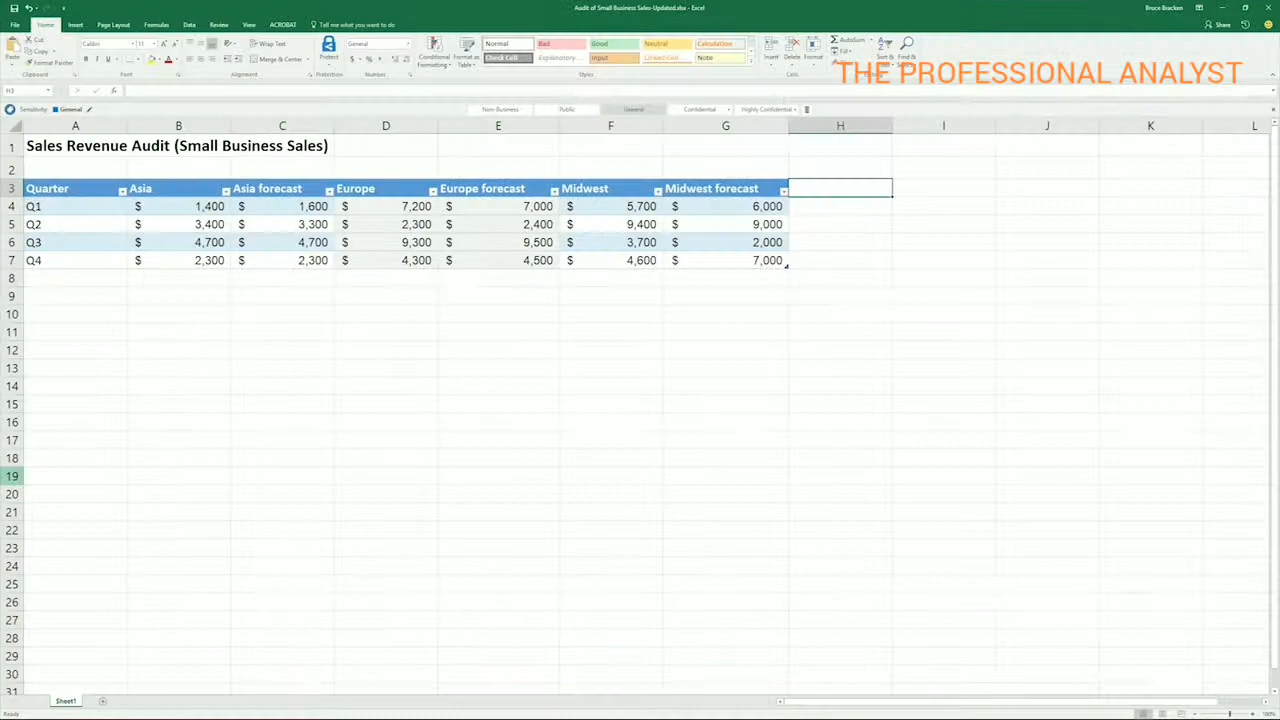 Audit of Small Business Sales-Updated.xlsx - Excel
Bruce Bracken
File Home Insert Page Layout Formulas Data Review View ACROBAT Tell me what you want to do
Share
Cut
Copy
Format Painter
Paste
Clipboard
Calibri 11
B I U
Font
Wrap Text
Merge & Center
Alignment
Protect
Protection
General
$ %
Number
Conditional Formatting
Format as Table
Normal Bad Good Neutral Calculation
Check Cell Explanatory... Input Linked Cell Note
Styles
Insert Delete Format
Cells
AutoSum
Fill
Sort &
Find &
THE PROFESSIONAL ANALYST
H3
fx
Sensitivity: General
Non-Business Public General Confidential Highly Confidential
A B C D E F G H I J K L
1 Sales Revenue Audit (Small Business Sales)
2
3 Quarter Asia Asia forecast Europe Europe forecast Midwest Midwest forecast
4 Q1 $ 1,400 $ 1,600 $ 7,200 $ 7,000 $ 5,700 $ 6,000
5 Q2 $ 3,400 $ 3,300 $ 2,300 $ 2,400 $ 9,400 $ 9,000
6 Q3 $ 4,700 $ 4,700 $ 9,300 $ 9,500 $ 3,700 $ 2,000
7 Q4 $ 2,300 $ 2,300 $ 4,300 $ 4,500 $ 4,600 $ 7,000
8
9
10
11
12
13
14
15
16
17
18
19
20
21
22
23
24
25
26
27
28
29
30
31
Sheet1
Ready
100%